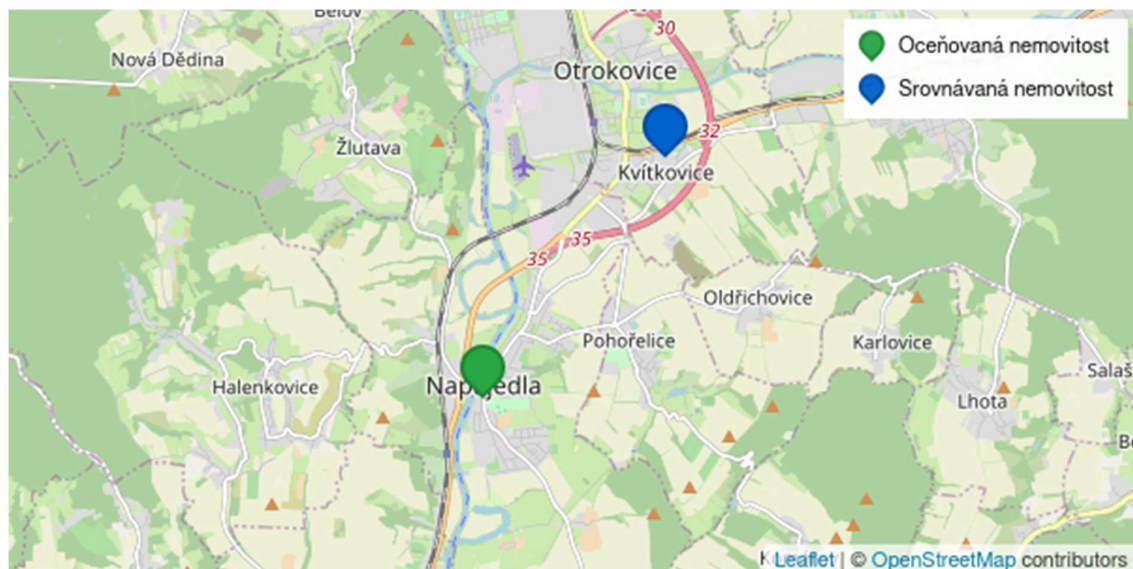 Bělov
30
Nová Dědina
Otrokovice
Oceňovaná nemovitost
Srovnávaná nemovitost
32
Žlutava
Kvítkovice
35
35
Oldřichovice
Pohořelice
Karlovice
Napajedla
Halenkovice
Lhota
Leaflet | © OpenStreetMap contributors